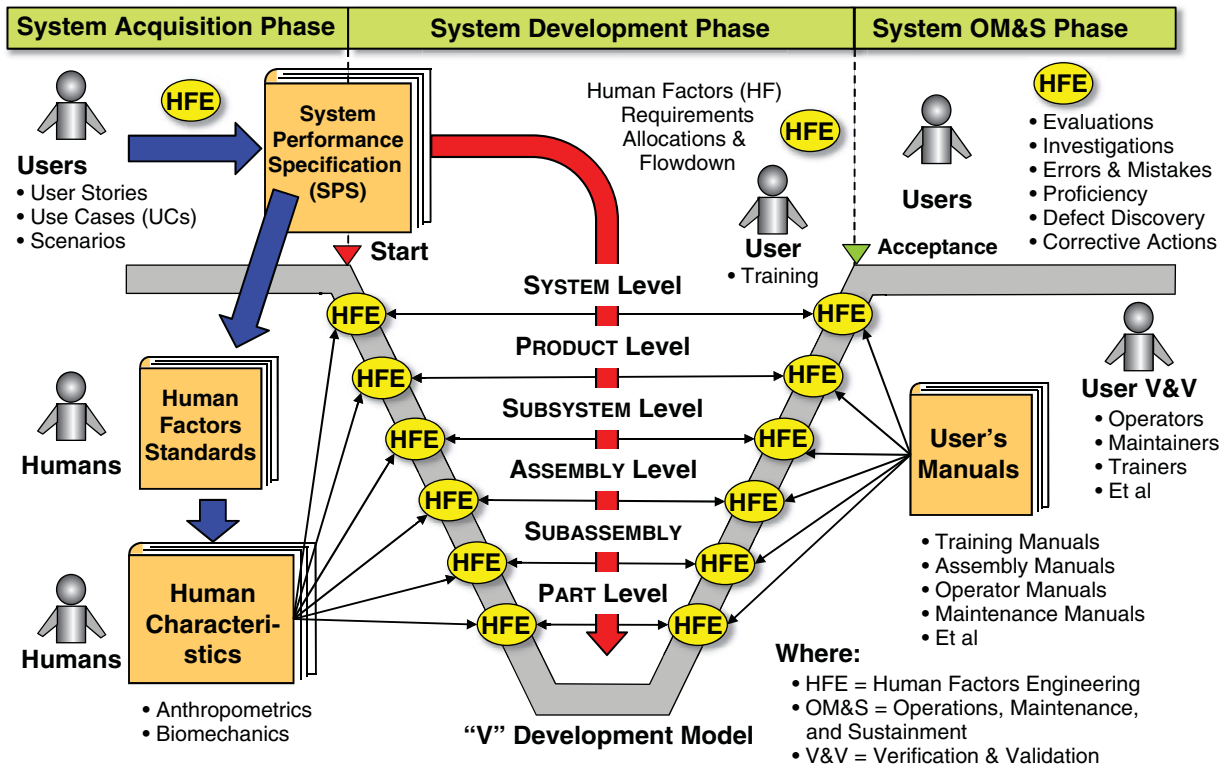 System Acquisition Phase
System Development Phase
System OM&S Phase
HFE
Users
• User Stories
• Use Cases (UCs)
• Scenarios
System
Performance
Specification
(SPS)
Human Factors (HF)
Requirements
Allocations &
Flowdown
HFE
User
• Training
Users
HFE
• Evaluations
• Investigations
• Errors & Mistakes
• Proficiency
• Defect Discovery
• Corrective Actions
Start
Acceptance
SYSTEM Level
HFE
HFE
PRODUCT Level
HFE
HFE
SUBSYSTEM Level
HFE
HFE
ASSEMBLY Level
HFE
HFE
SUBASSEMBLY
HFE
HFE
PART Level
HFE
HFE
Humans
Human
Factors
Standards
Humans
Human
Characteri-
stics
• Anthropometrics
• Biomechanics
User V&V
• Operators
• Maintainers
• Trainers
• Et al
User's
Manuals
• Training Manuals
• Assembly Manuals
• Operator Manuals
• Maintenance Manuals
• Et al
"V" Development Model
Where:
• HFE = Human Factors Engineering
• OM&S = Operations, Maintenance,
and Sustainment
• V&V = Verification & Validation